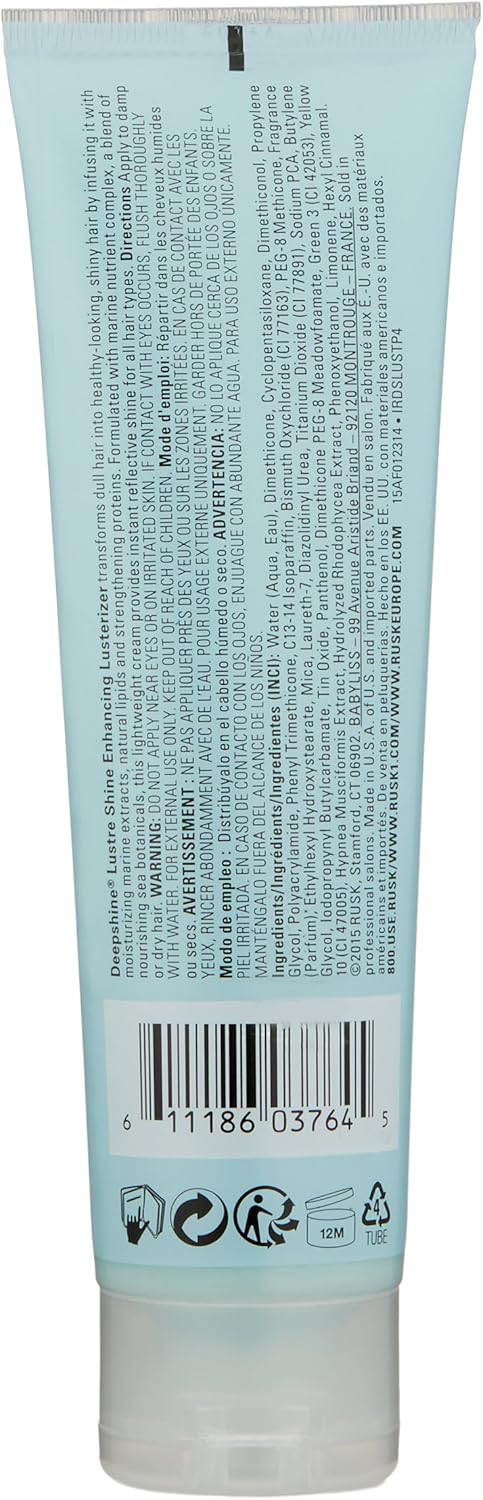 Deepshine® Lustre Shine Enhancing Lusterizer transforms dull hair into healthy-looking, shiny hair by infusing it with
moisturizing marine extracts, natural lipids and strengthening proteins. Formulated with marine nutrient complex, a blend of
nourishing sea botanicals, this lightweight cream provides instant reflective shine for all hair types. Directions Apply to damp
or dry hair. WARNING: DO NOT APPLY NEAR EYES OR ON IRRITATED SKIN. IF CONTACT WITH EYES OCCURS, FLUSH THOROUGHLY
WITH WATER. FOR EXTERNAL USE ONLY. KEEP OUT OF REACH OF CHILDREN. Mode d'emploi: Répartir dans les cheveux humides
ou secs. AVERTISSEMENT : NE PAS APPLIQUER PRÈS DES YEUX OU SUR LES ZONES IRRITÉES. EN CAS DE CONTACT AVEC LES
YEUX, RINCER ABONDAMMENT AVEC DE L'EAU. POUR USAGE EXTERNE UNIQUEMENT. GARDER HORS DE PORTÉE DES ENFANTS.
Modo de empleo : Distribúyalo en el cabello húmedo o seco. ADVERTENCIA: NO LO APLIQUE CERCA DE LOS OJOS O SOBRE LA
PIEL IRRITADA. EN CASO DE CONTACTO CON LOS OJOS, ENJUAGUE CON ABUNDANTE AGUA. PARA USO EXTERNO ÚNICAMENTE.
MANTÉNGALO FUERA DEL ALCANCE DE LOS NIÑOS.
Ingredients/Ingrédients/Ingredientes (INCI): Water (Aqua, Eau), Dimethicone, Cyclopentasiloxane, Dimethiconol, Propylene
Glycol, Polyacrylamide, Phenyl Trimethicone, C13-14 Isoparaffin, Bismuth Oxychloride (CI 77163), PEG-8 Methicone, Fragrance
(Parfum), Ethylhexyl Hydroxystearate, Mica, Laureth-7, Diazolidinyl Urea, Titanium Dioxide (CI 77891), Sodium PCA, Butylene
Glycol, Iodopropynyl Butylcarbamate, Tin Oxide, Panthenol, Dimethicone PEG-8 Meadowfoamate, Green 3 (CI 42053), Yellow
10 (CI 47005), Hypnea Musciformis Extract, Hydrolyzed Rhodophycea Extract, Phenoxyethanol, Limonene, Hexyl Cinnamal.
©2015 RUSK, Stamford, CT 06902. BABYLISS – 99 Avenue Aristide Briand – 92120 MONTROUGE – FRANCE. Sold in
professional salons. Made in U.S.A. of U.S. and imported parts. Vendu en salon. Fabriqué aux É.-U. avec des matériaux
américains et importés. De venta en peluquerías. Hecho en los EE. UU. con materiales americanos e importados.
800.USE.RUSK/WWW.RUSK1.COM/WWW.RUSKEUROPE.COM 15AF012314 • IRDSLUSTP4
6 11186 03764 5
12M
4
TUBE